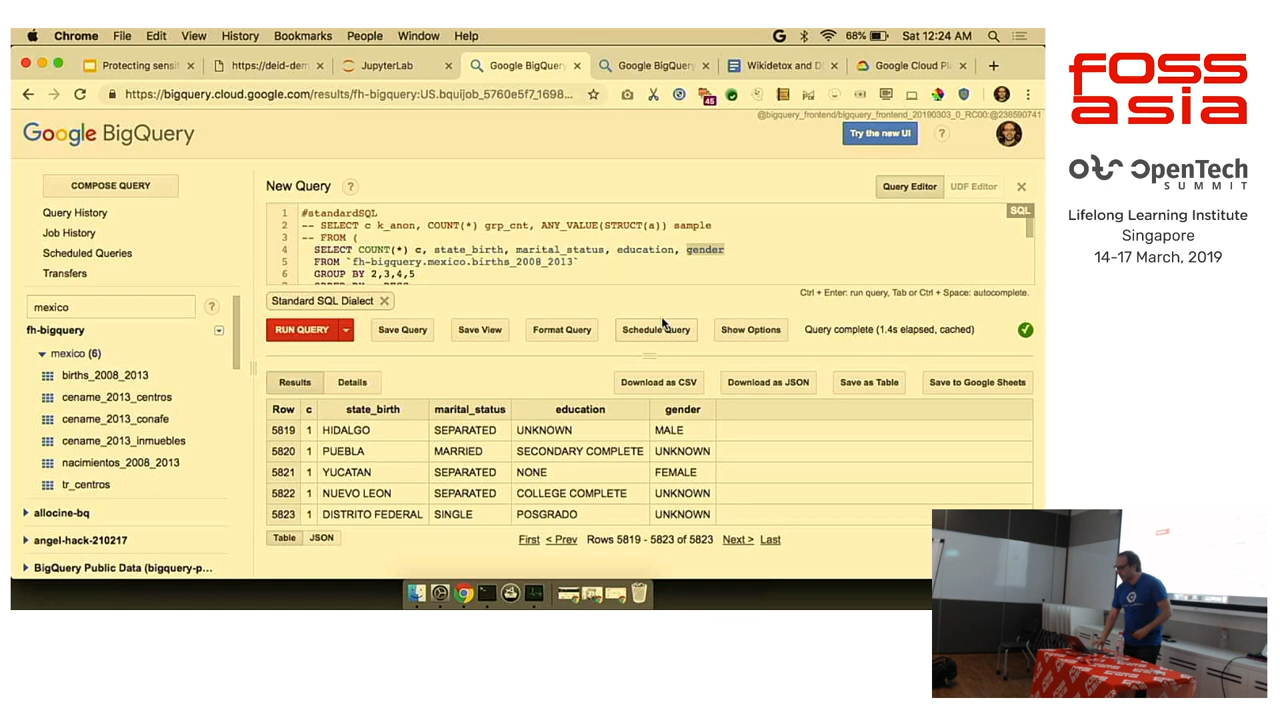 Chrome File Edit View History Bookmarks People Window Help
68% Sat 12:24 AM
Protecting sensi
https://deid-dem
JupyterLab
Google BigQuery
Google BigQuery
Wikidetox and D
Google Cloud Pl
https://bigquery.cloud.google.com/results/fh-bigquery:US.bquijob_5760e5f7_1698...
45
@bigquery_frontend/bigquery_frontend_20190303_0_RC00:@236590741
Google BigQuery
Try the new UI
?
COMPOSE QUERY
Query History
Job History
Scheduled Queries
Transfers
mexico
?
fh-bigquery
mexico (6)
births_2008_2013
cename_2013_centros
cename_2013_conafe
cename_2013_inmuebles
nacimientos_2008_2013
tr_centros
allocine-bq
angel-hack-210217
BigQuery Public Data (bigquery-p...
New Query ?
Query Editor UDF Editor
SQL
1 #standardSQL
2 -- SELECT c k_anon, COUNT(*) grp_cnt, ANY_VALUE(STRUCT(a)) sample
3 -- FROM (
4 SELECT COUNT(*) c, state_birth, marital_status, education, gender
5 FROM `fh-bigquery.mexico.births_2008_2013`
6 GROUP BY 2,3,4,5
Ctrl + Enter: run query, Tab or Ctrl + Space: autocomplete.
Standard SQL Dialect
RUN QUERY Save Query Save View Format Query Schedule Query Show Options Query complete (1.4s elapsed, cached)
Results Details Download as CSV Download as JSON Save as Table Save to Google Sheets
Row c state_birth marital_status education gender
5819 1 HIDALGO SEPARATED UNKNOWN MALE
5820 1 PUEBLA MARRIED SECONDARY COMPLETE UNKNOWN
5821 1 YUCATAN SEPARATED NONE FEMALE
5822 1 NUEVO LEON SEPARATED COLLEGE COMPLETE UNKNOWN
5823 1 DISTRITO FEDERAL SINGLE POSGRADO UNKNOWN
Table JSON First < Prev Rows 5819 - 5823 of 5823 Next > Last
FOSS
asia
OpenTech
SUMMIT
Lifelong Learning Institute
Singapore
14-17 March, 2019